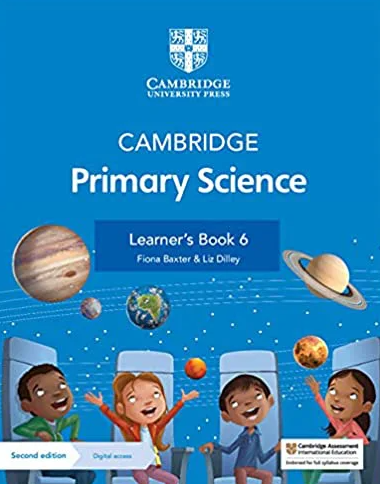 CAMBRIDGE
UNIVERSITY PRESS
CAMBRIDGE
Primary Science
Learner's Book 6
Fiona Baxter & Liz Dilley
Second edition
Digital access
Cambridge Assessment
International Education
Endorsed for full syllabus coverage